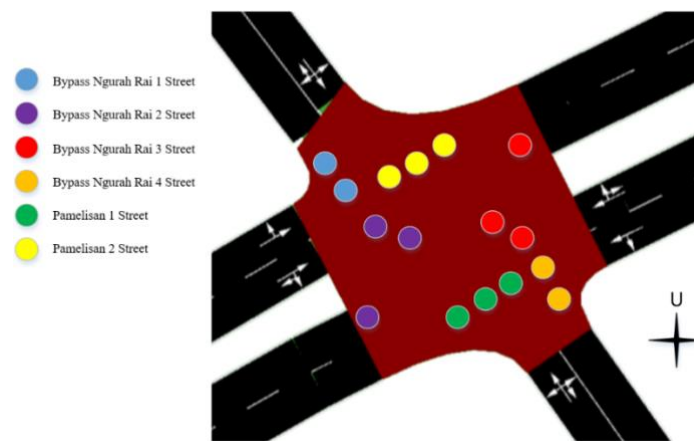 Bypass Ngurah Rai 1 Street
Bypass Ngurah Rai 2 Street
Bypass Ngurah Rai 3 Street
Bypass Ngurah Rai 4 Street
Pamelisan 1 Street
Pamelisan 2 Street
U